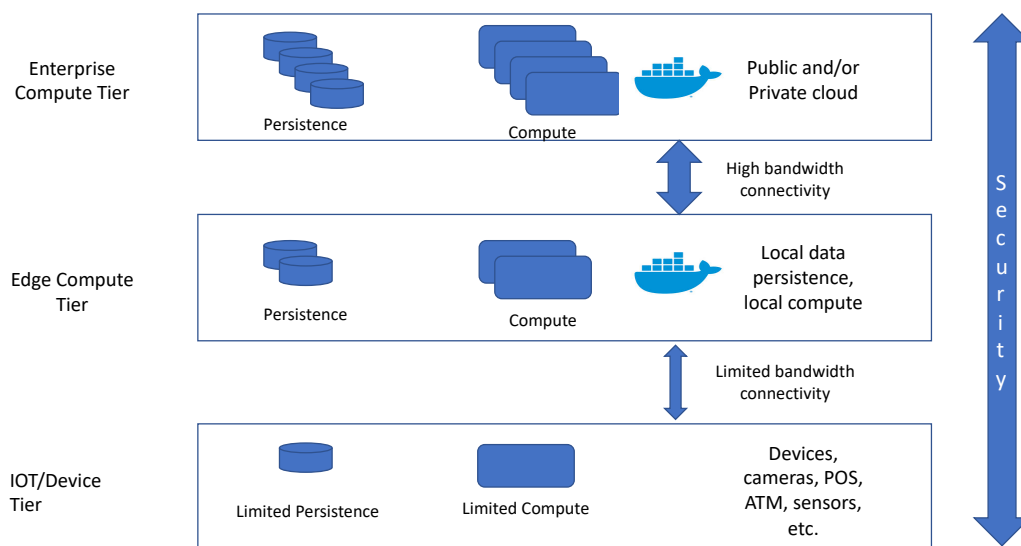 Enterprise
Compute Tier
Persistence
Compute
Public and/or
Private cloud
High bandwidth
connectivity
Edge Compute
Tier
Persistence
Compute
Local data
persistence,
local compute
Limited bandwidth
connectivity
IOT/Device
Tier
Limited Persistence
Limited Compute
Devices,
cameras, POS,
ATM, sensors,
etc.
Security